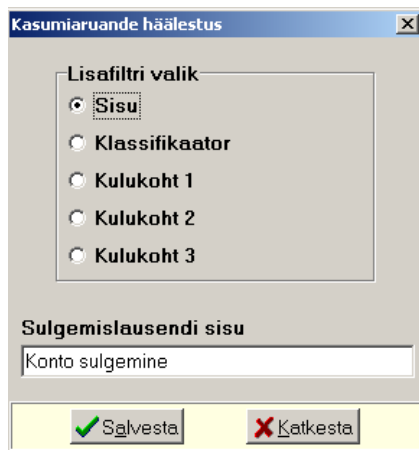 Kasumiaruande häälestus
Lisafiltri valik
Sisu
Klassifikaator
Kulukoht 1
Kulukoht 2
Kulukoht 3
Sulgemislausendi sisu
Konto sulgemine
Salvesta Katkesta